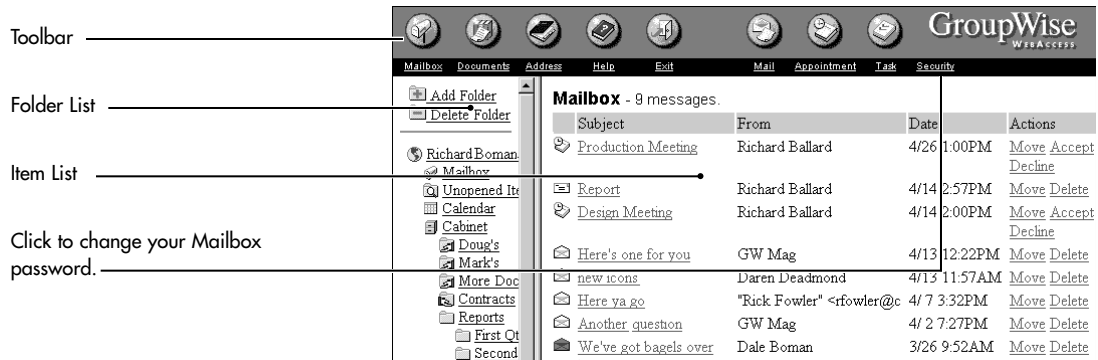 Toolbar
Folder List
Item List
Click to change your Mailbox
password.
GroupWise
WEBACCESS
Mailbox Documents Address Help Exit Mail Appointment Task Security
Add Folder
Delete Folder
RichardBoman
Mailbox
Unopened Ite
Calendar
Cabinet
Doug's
Mark's
More Doc
Contracts
Reports
First Qt
Second
Mailbox - 9 messages.
Subject From Date Actions
Production Meeting Richard Ballard 4/26 1:00PM Move Accept
Decline
Report Richard Ballard 4/14 2:57PM Move Delete
Design Meeting Richard Ballard 4/14 2:00PM Move Accept
Decline
Here's one for you GW Mag 4/13 12:22PM Move Delete
new icons Daren Deadmond 4/13 11:57AM Move Delete
Here ya go "Rick Fowler" <rfowler@c 4/ 7 3:32PM Move Delete
Another question GW Mag 4/ 2 7:27PM Move Delete
We've got bagels over Dale Boman 3/26 9:52AM Move Delete